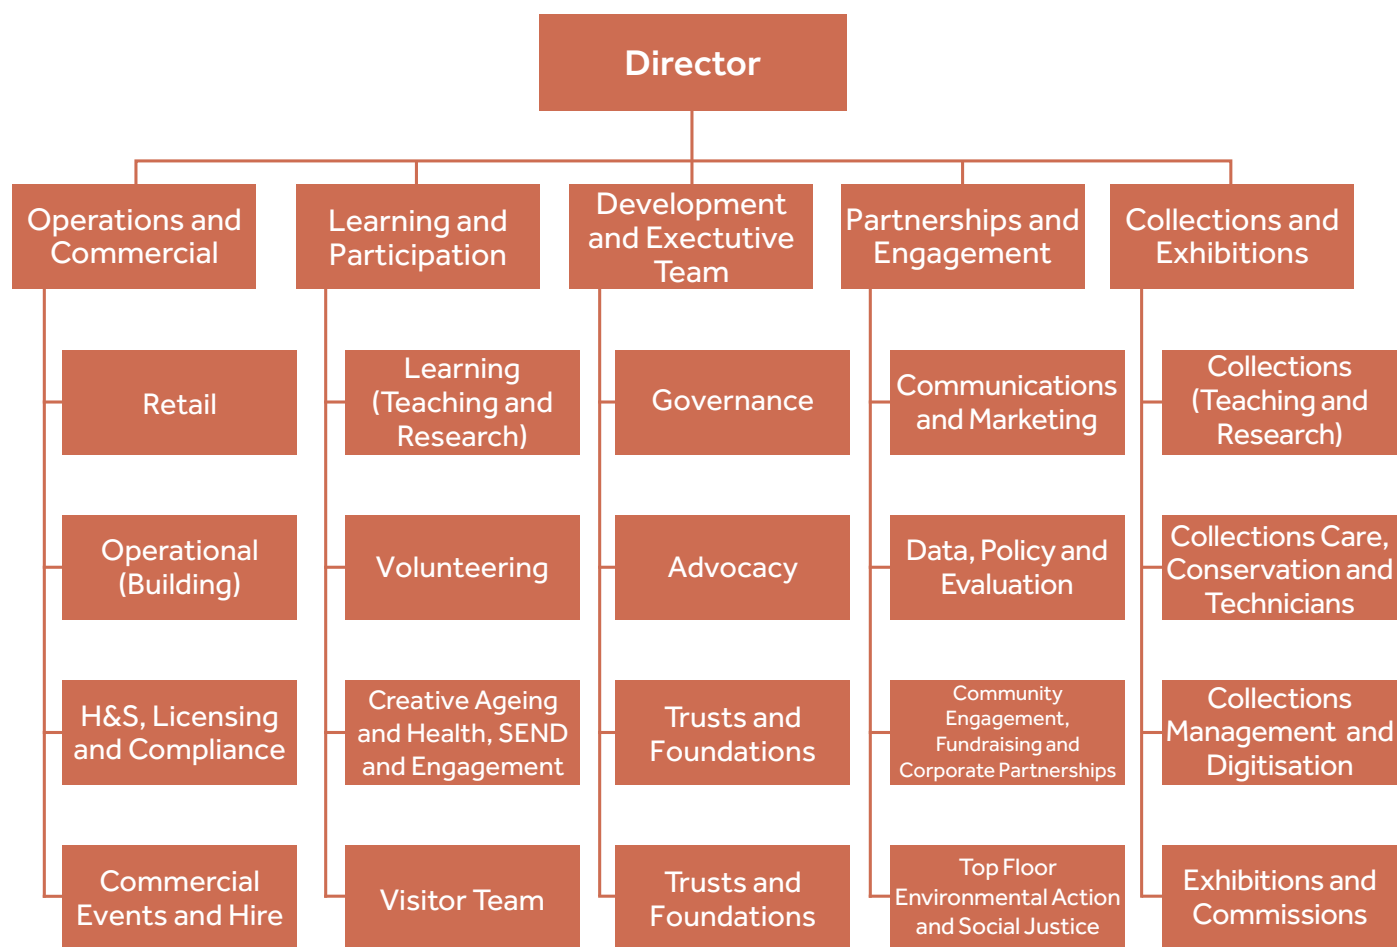 Director
Operations and
Commercial
Learning and
Participation
Development
and Exectutive
Team
Partnerships and
Engagement
Collections and
Exhibitions
Retail
Learning
(Teaching and
Research)
Governance
Communications
and Marketing
Collections
(Teaching and
Research)
Operational
(Building)
Volunteering
Advocacy
Data, Policy and
Evaluation
Collections Care,
Conservation and
Technicians
H&S, Licensing
and Compliance
Creative Ageing
and Health, SEND
and Engagement
Trusts and
Foundations
Community
Engagement,
Fundraising and
Corporate Partnerships
Collections
Management and
Digitisation
Commercial
Events and Hire
Visitor Team
Trusts and
Foundations
Top Floor
Environmental Action
and Social Justice
Exhibitions and
Commissions